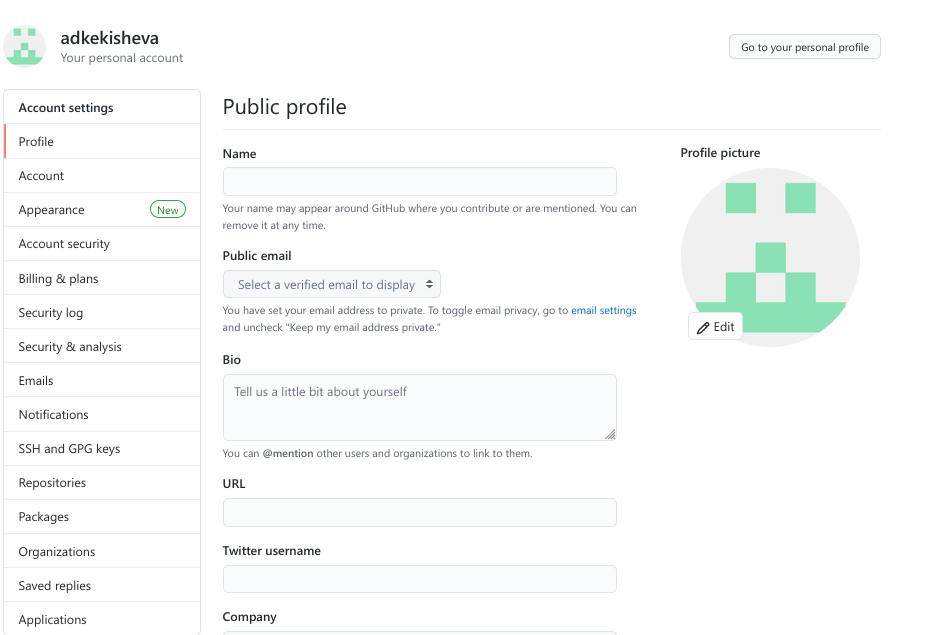 adkekisheva
Your personal account
Go to your personal profile
Account settings
Profile
Account
Appearance
New
Account security
Billing & plans
Security log
Security & analysis
Emails
Notifications
SSH and GPG keys
Repositories
Packages
Organizations
Saved replies
Applications
Public profile
Name
Your name may appear around GitHub where you contribute or are mentioned. You can
remove it at any time.
Public email
Select a verified email to display
You have set your email address to private. To toggle email privacy, go to email settings
and uncheck "Keep my email address private."
Bio
Tell us a little bit about yourself
You can @mention other users and organizations to link to them.
URL
Twitter username
Company
Profile picture
Edit